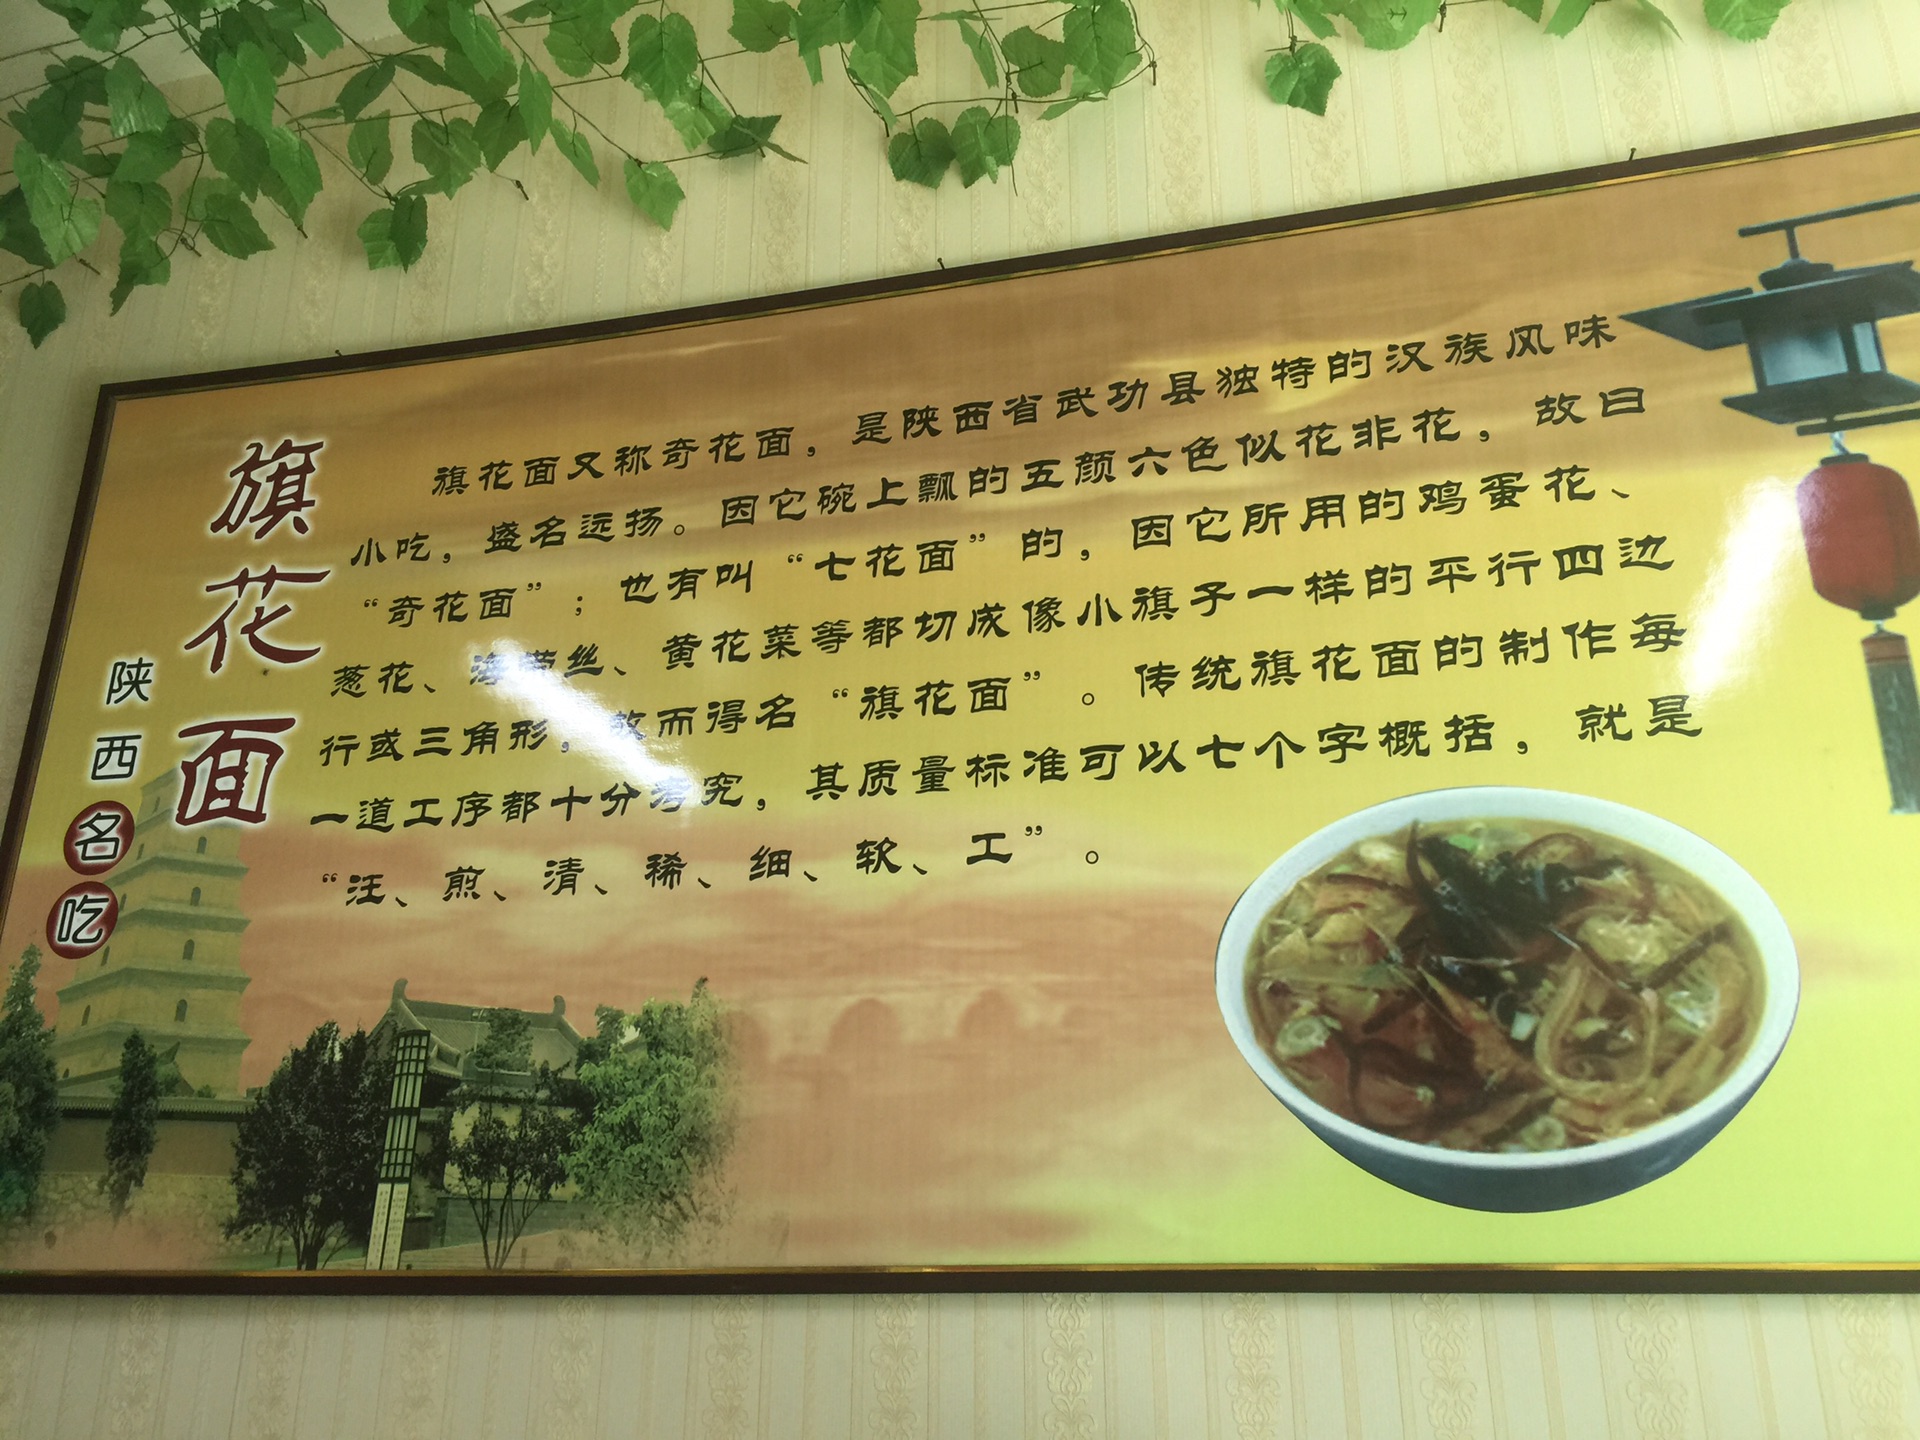 旗花面
陕西名吃
旗花面又称奇花面，是陕西省武功县独特的汉族风味
小吃，盛名远扬。因它碗上飘的五颜六色似花非花，故曰
“奇花面”；也有叫“七花面”的，因它所用的鸡蛋花、
葱花、海带丝、黄花菜等都切成像小旗子一样的平行四边
行或三角形，故而得名“旗花面”。传统旗花面的制作每
一道工序都十分考究，其质量标准可以七个字概括，就是
“汪、煎、清、稀、细、软、工”。